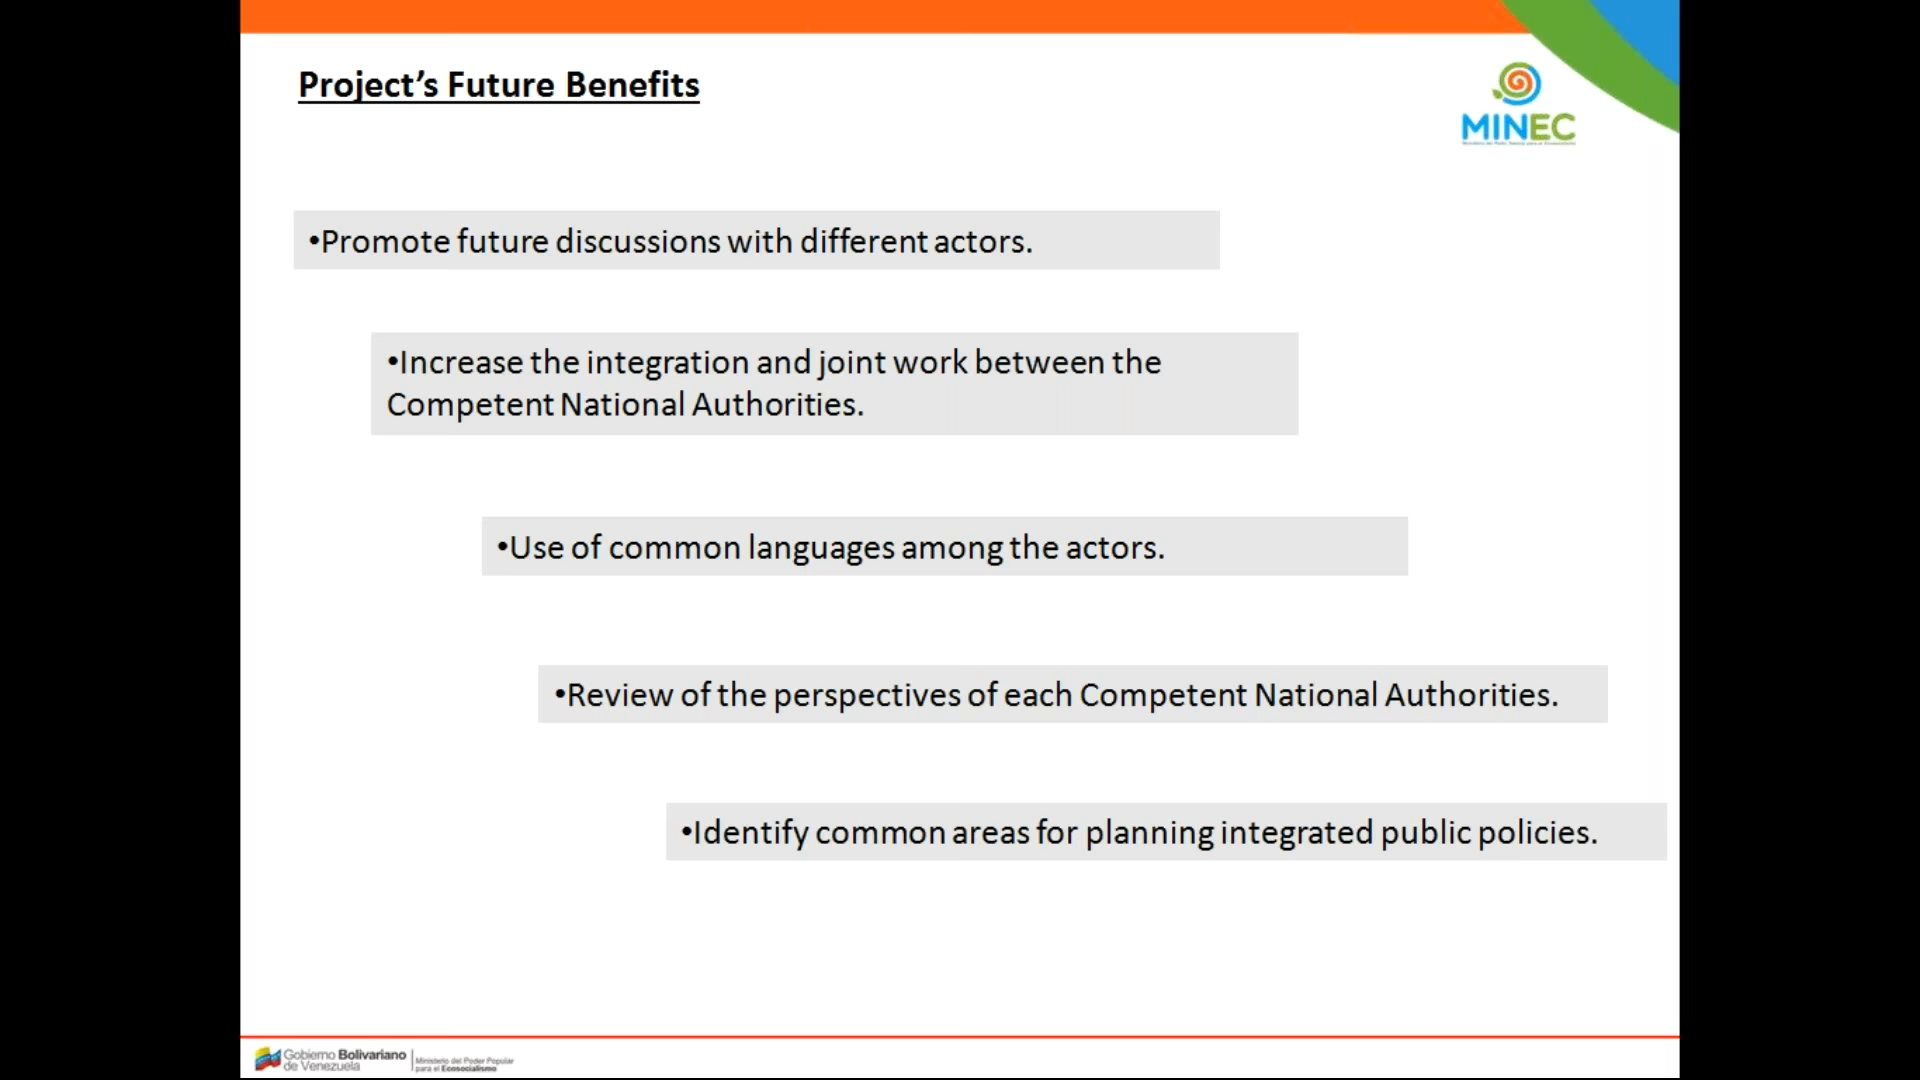 Project’s Future Benefits
MINEC
•Promote future discussions with different actors.
•Increase the integration and joint work between the
Competent National Authorities.
•Use of common languages among the actors.
•Review of the perspectives of each Competent National Authorities.
•Identify common areas for planning integrated public policies.
Gobierno Bolivariano
de Venezuela
Ministerio del Poder Popular
para el Ecosocialismo